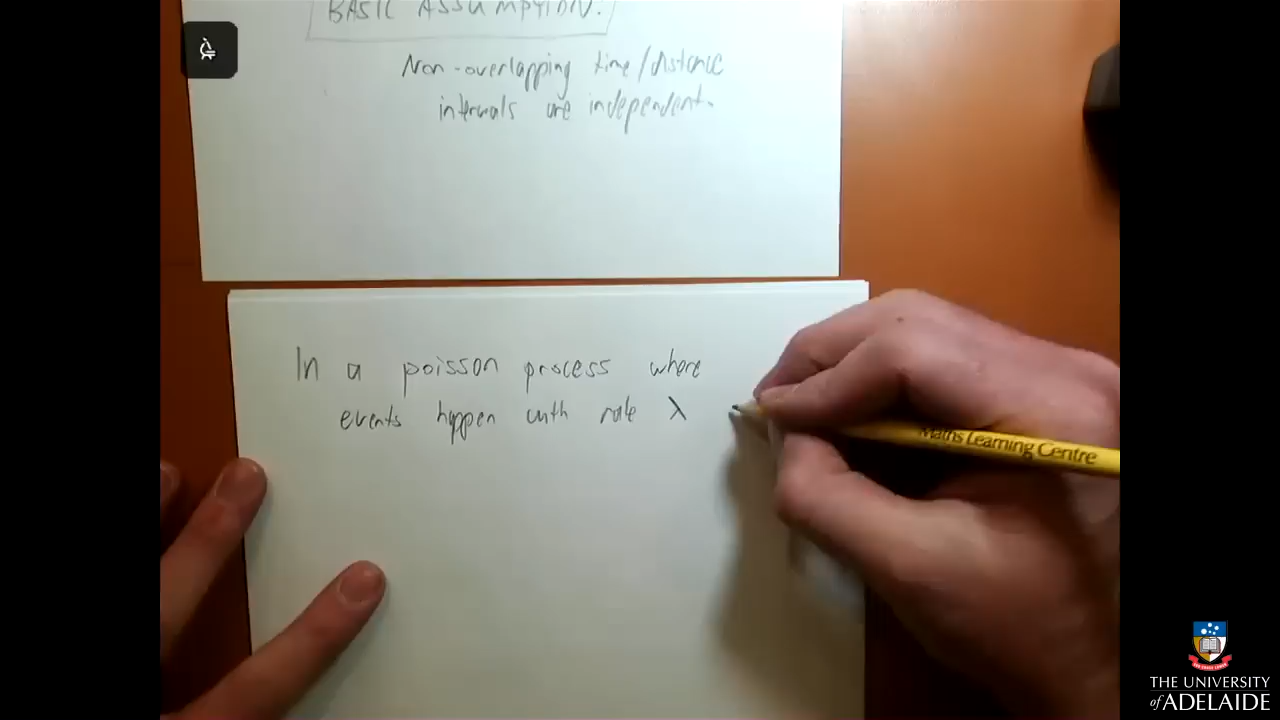 BASIC ASSUMPTION:
Non-overlapping time/distance
intervals are independent.
In a poisson process where
events happen with rate λ
Maths Learning Centre
THE UNIVERSITY
of ADELAIDE